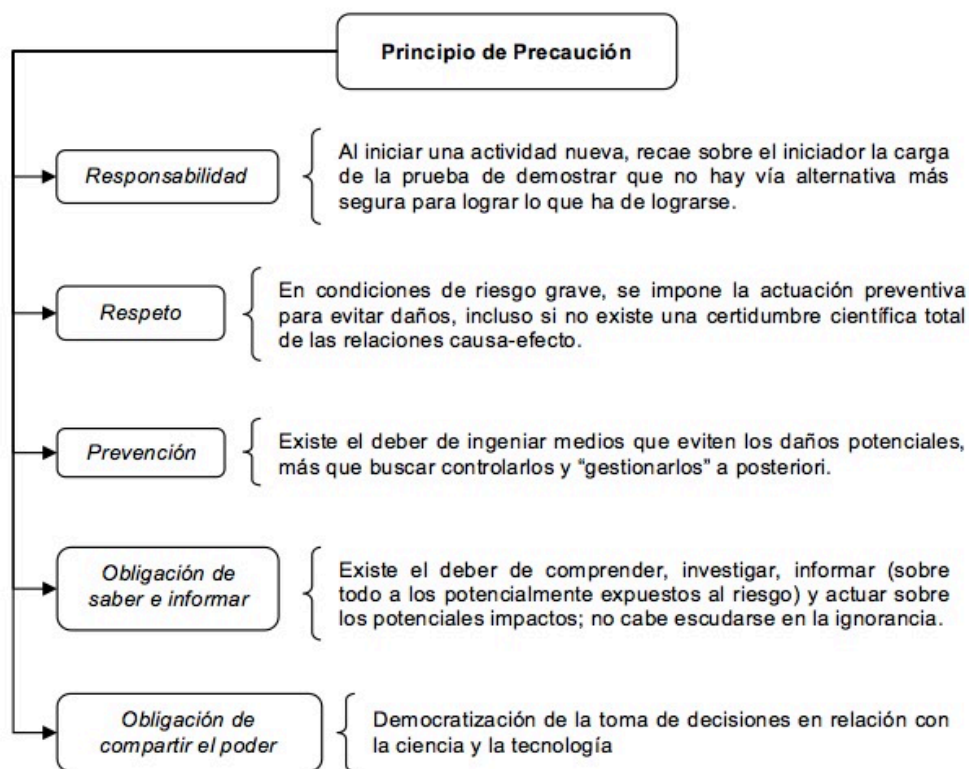 Principio de Precaución
Responsabilidad
Al iniciar una actividad nueva, recae sobre el iniciador la carga
de la prueba de demostrar que no hay vía alternativa más
segura para lograr lo que ha de lograrse.
Respeto
En condiciones de riesgo grave, se impone la actuación preventiva
para evitar daños, incluso si no existe una certidumbre científica total
de las relaciones causa-efecto.
Prevención
Existe el deber de ingeniar medios que eviten los daños potenciales,
más que buscar controlarlos y “gestionarlos” a posteriori.
Obligación de
saber e informar
Existe el deber de comprender, investigar, informar (sobre
todo a los potencialmente expuestos al riesgo) y actuar sobre
los potenciales impactos; no cabe escudarse en la ignorancia.
Obligación de
compartir el poder
Democratización de la toma de decisiones en relación con
la ciencia y la tecnología